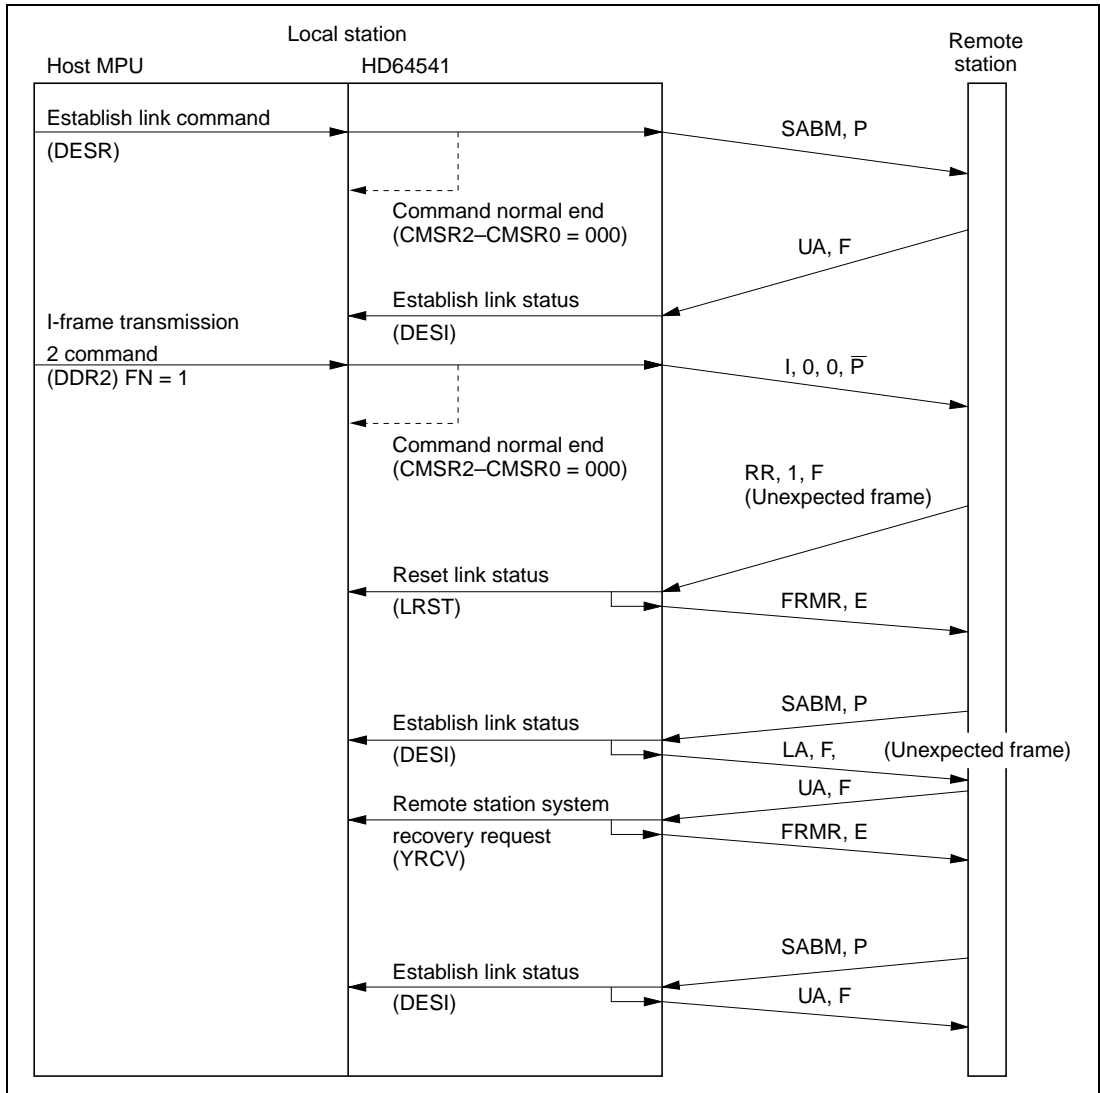 Local station
Remote
station
Host MPU
HD64541
Establish link command
(DESR)
SABM, P
Command normal end
(CMSR2–CMSR0 = 000)
UA, F
Establish link status
(DESI)
I-frame transmission
2 command
(DDR2) FN = 1
I, 0, 0, P̅
Command normal end
(CMSR2–CMSR0 = 000)
RR, 1, F
(Unexpected frame)
Reset link status
(LRST)
FRMR, E
SABM, P
Establish link status
(DESI)
LA, F,
(Unexpected frame)
UA, F
Remote station system
recovery request
(YRCV)
FRMR, E
SABM, P
Establish link status
(DESI)
UA, F